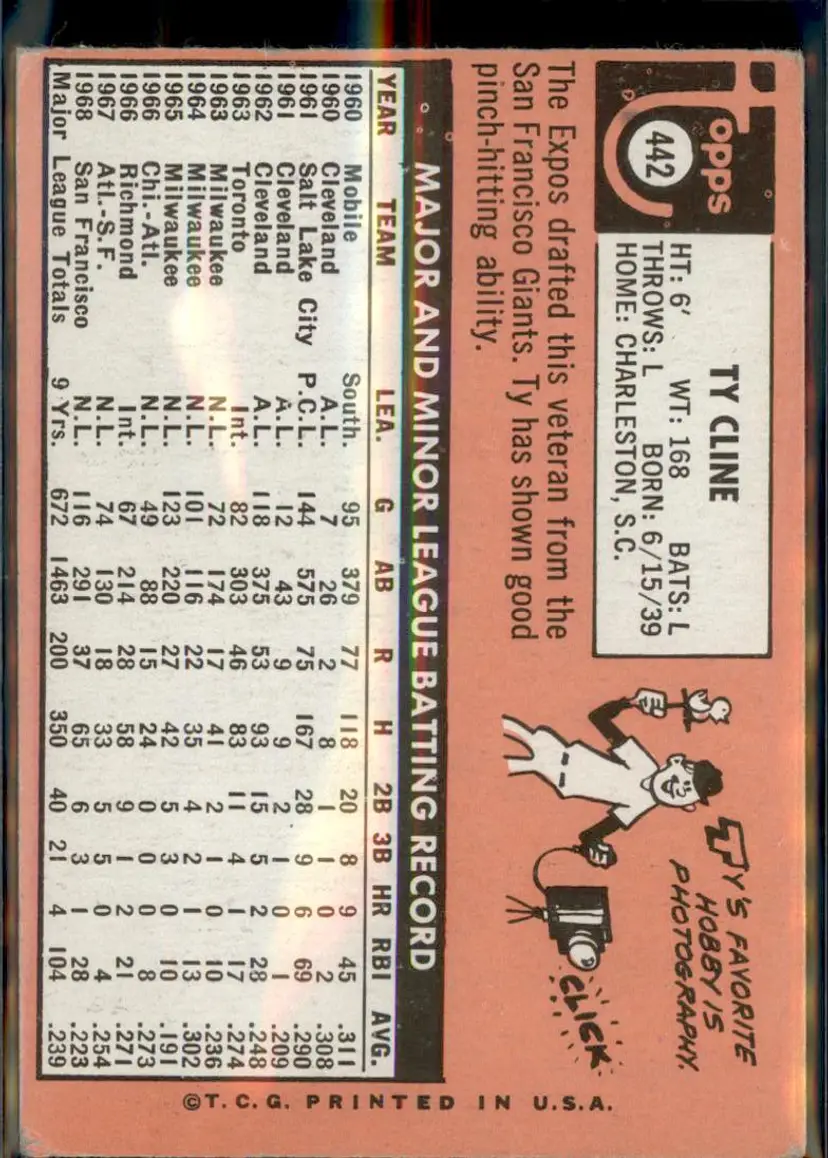 Topps
442
TY CLINE
HT: 6' WT: 168 BATS: L
THROWS: L BORN: 6/15/39
HOME: CHARLESTON, S.C.
The Expos drafted this veteran from the
San Francisco Giants. Ty has shown good
pinch-hitting ability.
TY'S FAVORITE
HOBBY IS
PHOTOGRAPHY.
CLICK
MAJOR AND MINOR LEAGUE BATTING RECORD
YEAR TEAM LEA. G AB R H 2B 3B HR RBI AVG.
1960 Mobile South. 95 379 77 118 20 8 9 45 .311
1960 Cleveland A.L. 7 26 2 8 1 1 0 2 .308
1961 Salt Lake City P.C.L. 144 575 75 167 28 9 6 69 .290
1961 Cleveland A.L. 12 43 9 9 2 1 0 1 .209
1962 Cleveland A.L. 118 375 53 93 15 5 2 28 .248
1963 Toronto Int. 82 303 46 83 11 4 1 17 .274
1963 Milwaukee N.L. 72 174 17 41 2 1 0 10 .236
1964 Milwaukee N.L. 101 116 22 35 4 2 1 13 .302
1965 Milwaukee N.L. 123 220 27 42 5 3 0 10 .191
1966 Chi.-Atl. N.L. 49 88 15 24 0 0 0 8 .273
1966 Richmond Int. 67 214 28 58 9 1 2 21 .271
1967 Atl.-S.F. N.L. 74 130 18 33 5 5 0 4 .254
1968 San Francisco N.L. 116 291 37 65 6 3 1 28 .223
Major League Totals 9 Yrs. 672 1463 200 350 40 21 4 104 .239
©T.C.G. PRINTED IN U.S.A.